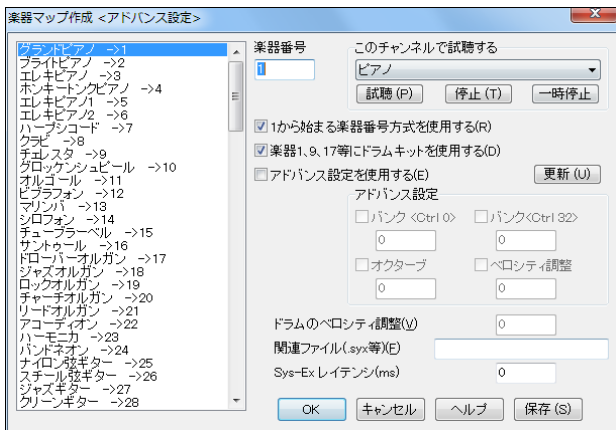 楽器マップ作成 <アドバンス設定>
グランドピアノ ->1
ブライトピアノ ->2
エレキピアノ ->3
ホンキートンクピアノ ->4
エレキピアノ1 ->5
エレキピアノ2 ->6
ハープシコード ->7
クラビ ->8
チェレスタ ->9
グロッケンシュピール ->10
オルゴール ->11
ビブラフォン ->12
マリンバ ->13
シロフォン ->14
チューブラーベル ->15
サントゥール ->16
ドローバーオルガン ->17
ジャズオルガン ->18
ロックオルガン ->19
チャーチオルガン ->20
リードオルガン ->21
アコーディオン ->22
ハーモニカ ->23
バンドネオン ->24
ナイロン弦ギター ->25
スチール弦ギター ->26
ジャズギター ->27
クリーンギター ->28
楽器番号
1
このチャンネルで試聴する
ピアノ
試聴(P) 停止(T) 一時停止
1から始まる楽器番号方式を使用する(R)
楽器1、9、17等にドラムキットを使用する(D)
アドバンス設定を使用する(E) 更新(U)
アドバンス設定
バンク <Ctrl 0> バンク<Ctrl 32>
0 0
オクターブ ベロシティ調整
0 0
ドラムのベロシティ調整(V) 0
関連ファイル(.syx等)(F)
Sys-Ex レイテンシ(ms) 0
OK キャンセル ヘルプ 保存(S)